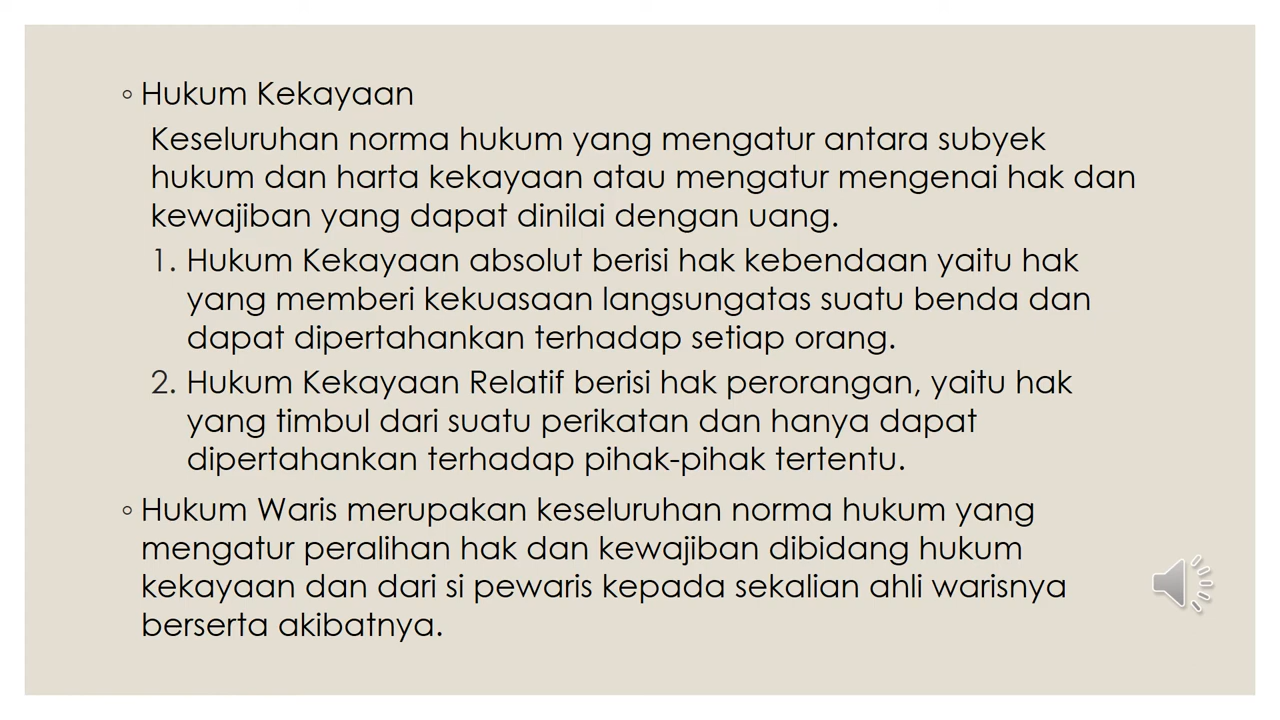 ◦ Hukum Kekayaan
Keseluruhan norma hukum yang mengatur antara subyek
hukum dan harta kekayaan atau mengatur mengenai hak dan
kewajiban yang dapat dinilai dengan uang.
1. Hukum Kekayaan absolut berisi hak kebendaan yaitu hak
yang memberi kekuasaan langsungatas suatu benda dan
dapat dipertahankan terhadap setiap orang.
2. Hukum Kekayaan Relatif berisi hak perorangan, yaitu hak
yang timbul dari suatu perikatan dan hanya dapat
dipertahankan terhadap pihak-pihak tertentu.
◦ Hukum Waris merupakan keseluruhan norma hukum yang
mengatur peralihan hak dan kewajiban dibidang hukum
kekayaan dan dari si pewaris kepada sekalian ahli warisnya
berserta akibatnya.